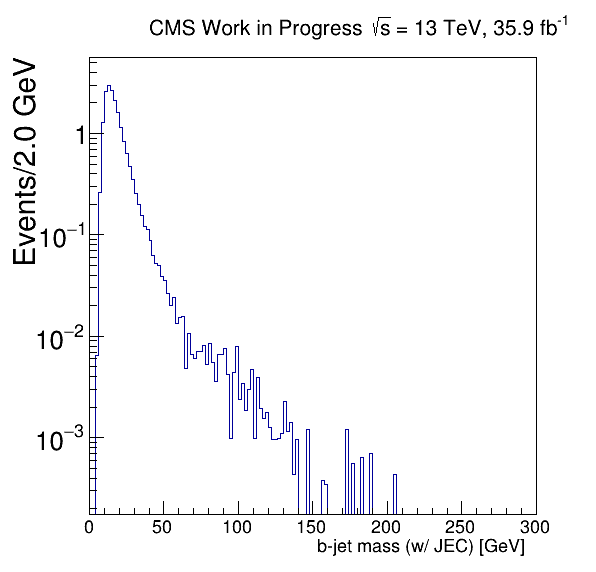 CMS Work in Progress √s = 13 TeV, 35.9 fb⁻¹
Events/2.0 GeV
1
10⁻¹
10⁻²
10⁻³
0 50 100 150 200 250 300
b-jet mass (w/ JEC) [GeV]